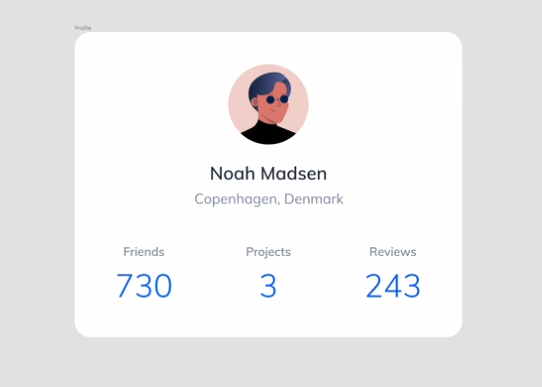 Profile
Noah Madsen
Copenhagen, Denmark
Friends Projects Reviews
730 3 243